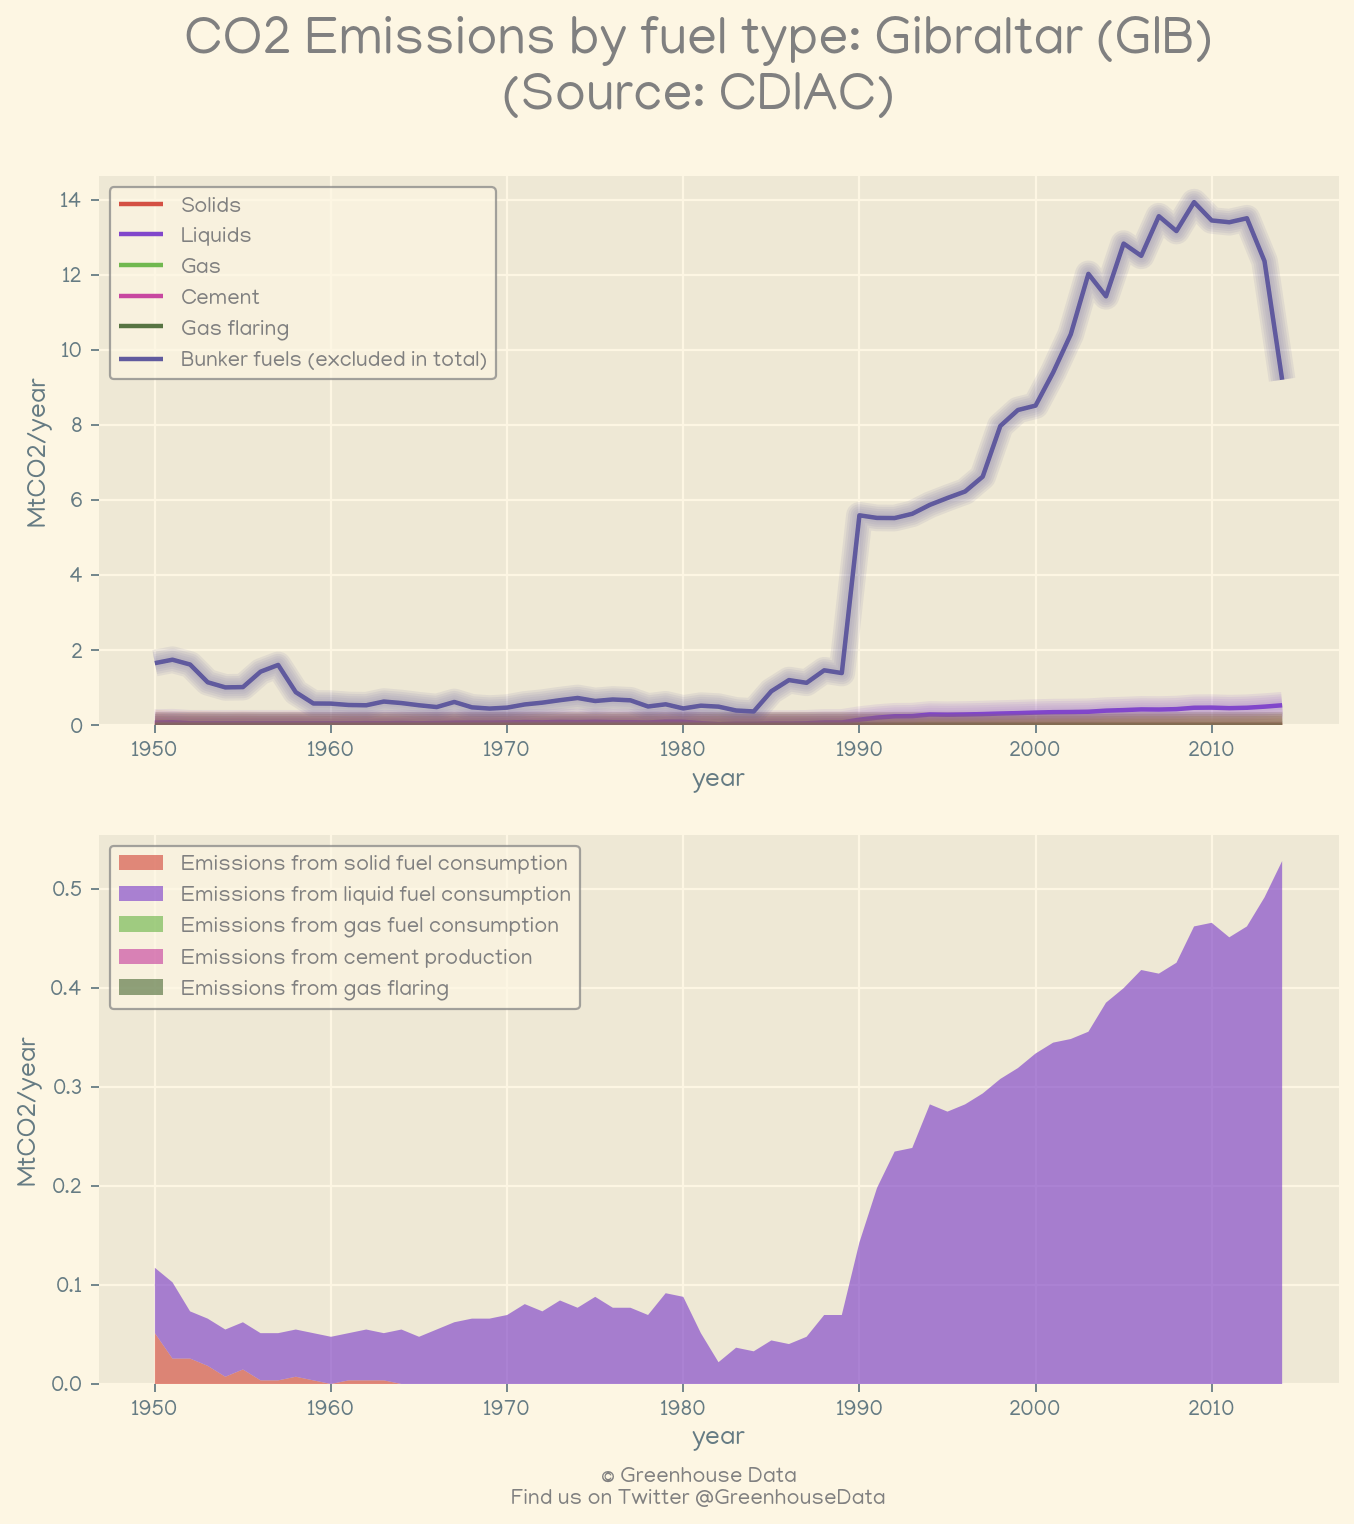 CO2 Emissions by fuel type: Gibraltar (GIB)
(Source: CDIAC)
14
12
10
8
6
4
2
0
MtCO2/year
Solids
Liquids
Gas
Cement
Gas flaring
Bunker fuels (excluded in total)
1950 1960 1970 1980 1990 2000 2010
year
0.5
0.4
0.3
0.2
0.1
0.0
MtCO2/year
Emissions from solid fuel consumption
Emissions from liquid fuel consumption
Emissions from gas fuel consumption
Emissions from cement production
Emissions from gas flaring
1950 1960 1970 1980 1990 2000 2010
year
© Greenhouse Data
Find us on Twitter @GreenhouseData